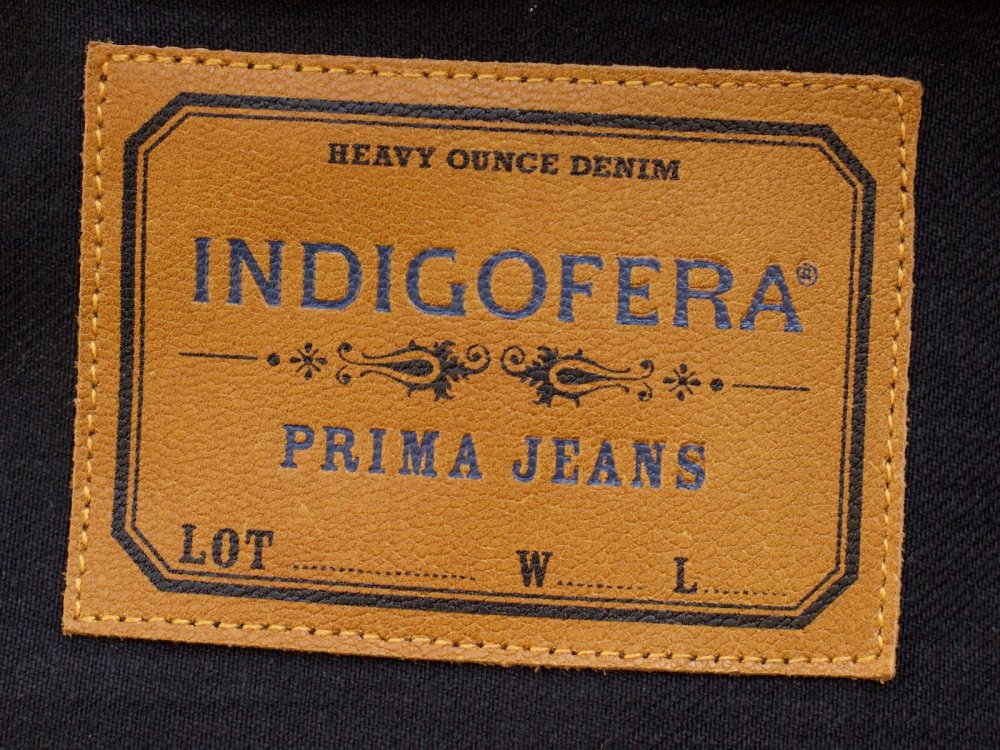 HEAVY OUNCE DENIM
INDIGOFERA®
PRIMA JEANS
LOT W L